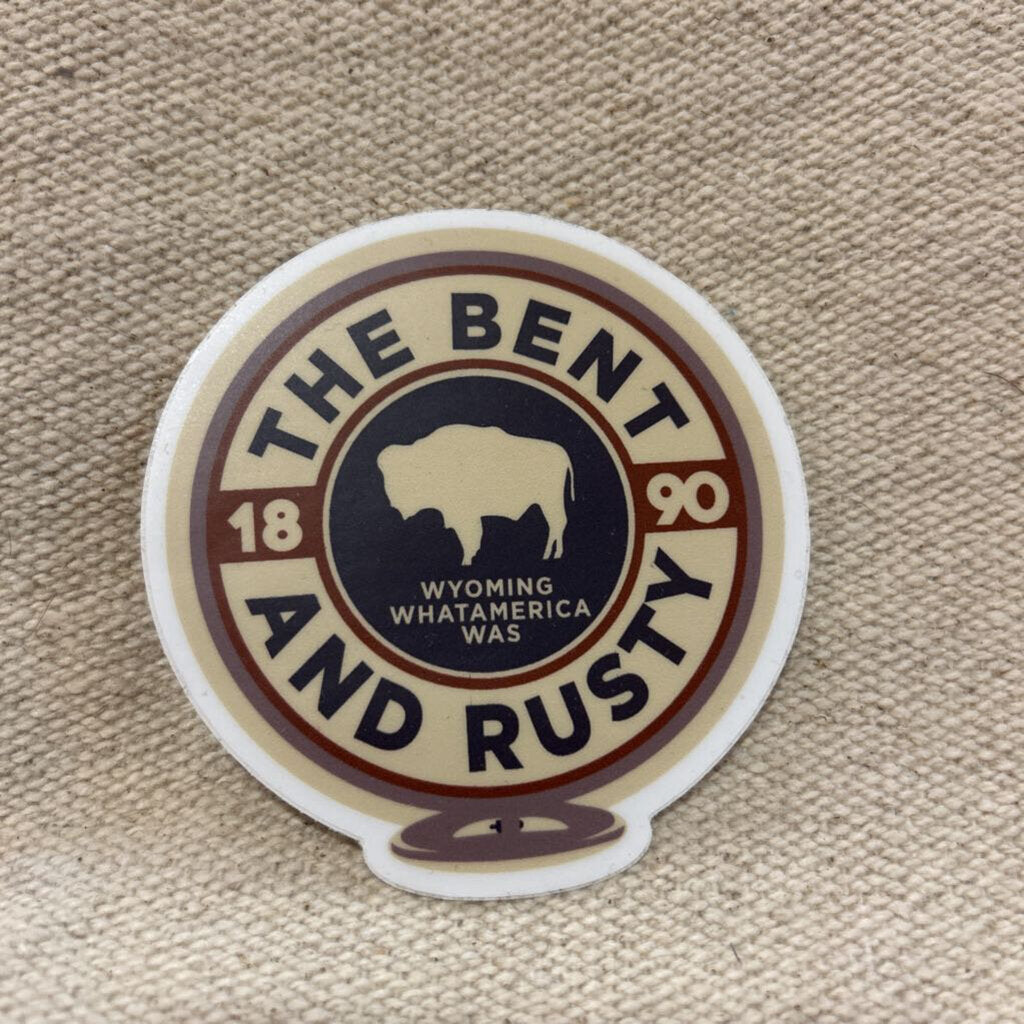 THE BENT
18 90
WYOMING
WHATAMERICA
WAS
AND RUSTY